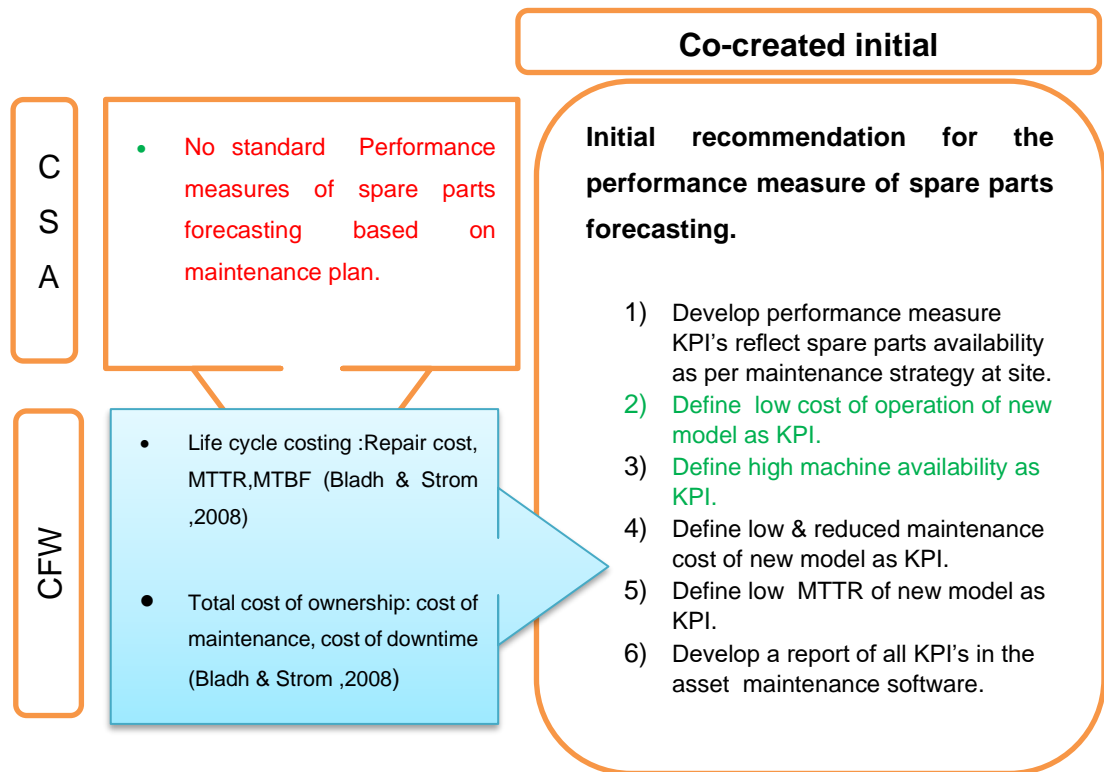 Co-created initial
C
S
A
• No standard Performance
measures of spare parts
forecasting based on
maintenance plan.
CFW
• Life cycle costing :Repair cost,
MTTR,MTBF (Bladh & Strom
,2008)
• Total cost of ownership: cost of
maintenance, cost of downtime
(Bladh & Strom ,2008)
Initial recommendation for the
performance measure of spare parts
forecasting.
1) Develop performance measure
KPI’s reflect spare parts availability
as per maintenance strategy at site.
2) Define low cost of operation of new
model as KPI.
3) Define high machine availability as
KPI.
4) Define low & reduced maintenance
cost of new model as KPI.
5) Define low MTTR of new model as
KPI.
6) Develop a report of all KPI’s in the
asset maintenance software.